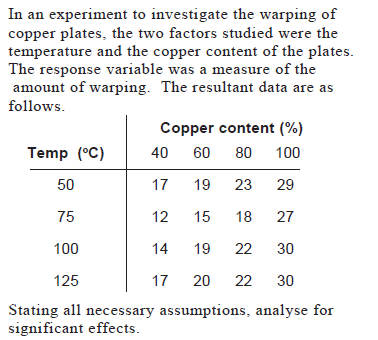 In an experiment to investigate the warping of
copper plates, the two factors studied were the
temperature and the copper content of the plates.
The response variable was a measure of the
amount of warping.  The resultant data are as
follows.
Copper content (%)
Temp (°C) 40 60 80 100
50 17 19 23 29
75 12 15 18 27
100 14 19 22 30
125 17 20 22 30
Stating all necessary assumptions, analyse for
significant effects.